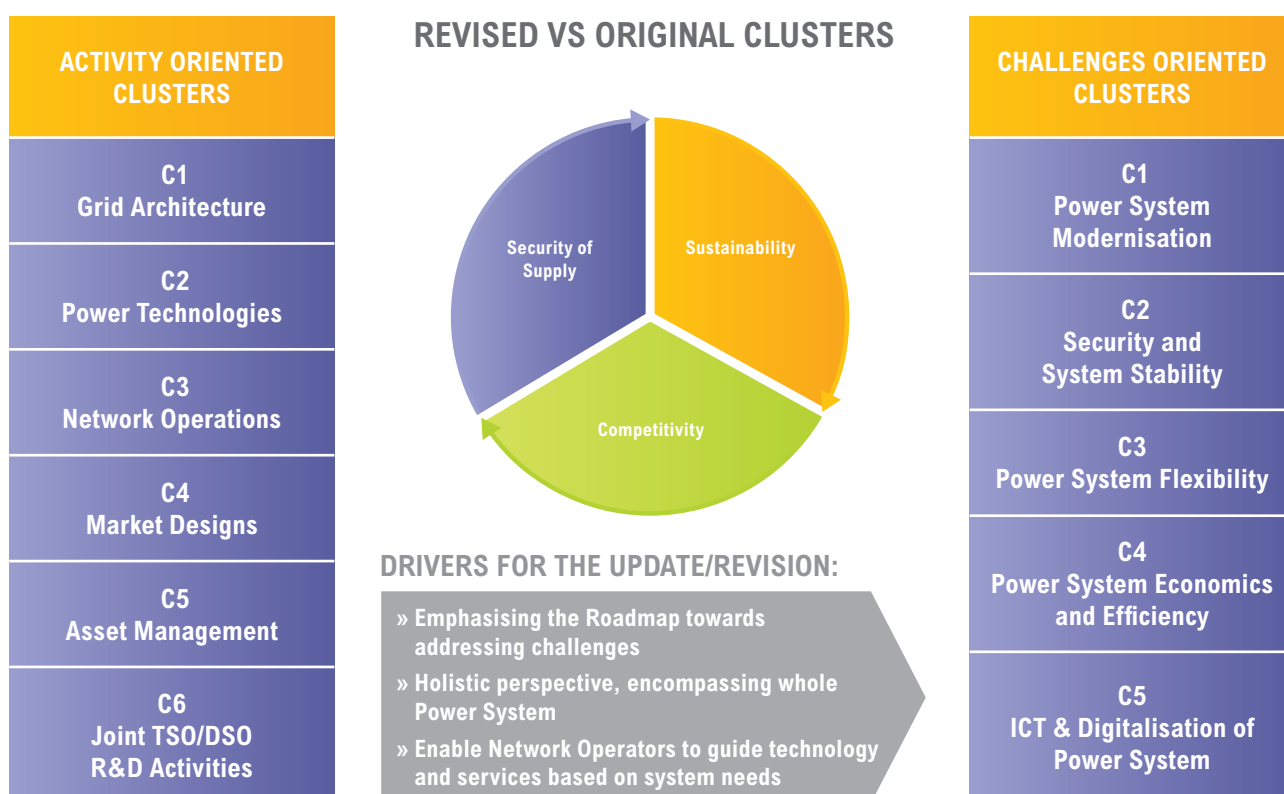 REVISED VS ORIGINAL CLUSTERS
ACTIVITY ORIENTED
CLUSTERS
C1
Grid Architecture
C2
Power Technologies
C3
Network Operations
C4
Market Designs
C5
Asset Management
C6
Joint TSO/DSO
R&D Activities
Security of
Supply
Sustainability
Competitivity
DRIVERS FOR THE UPDATE/REVISION:
» Emphasising the Roadmap towards
addressing challenges
» Holistic perspective, encompassing whole
Power System
» Enable Network Operators to guide technology
and services based on system needs
CHALLENGES ORIENTED
CLUSTERS
C1
Power System
Modernisation
C2
Security and
System Stability
C3
Power System Flexibility
C4
Power System Economics
and Efficiency
C5
ICT & Digitalisation of
Power System